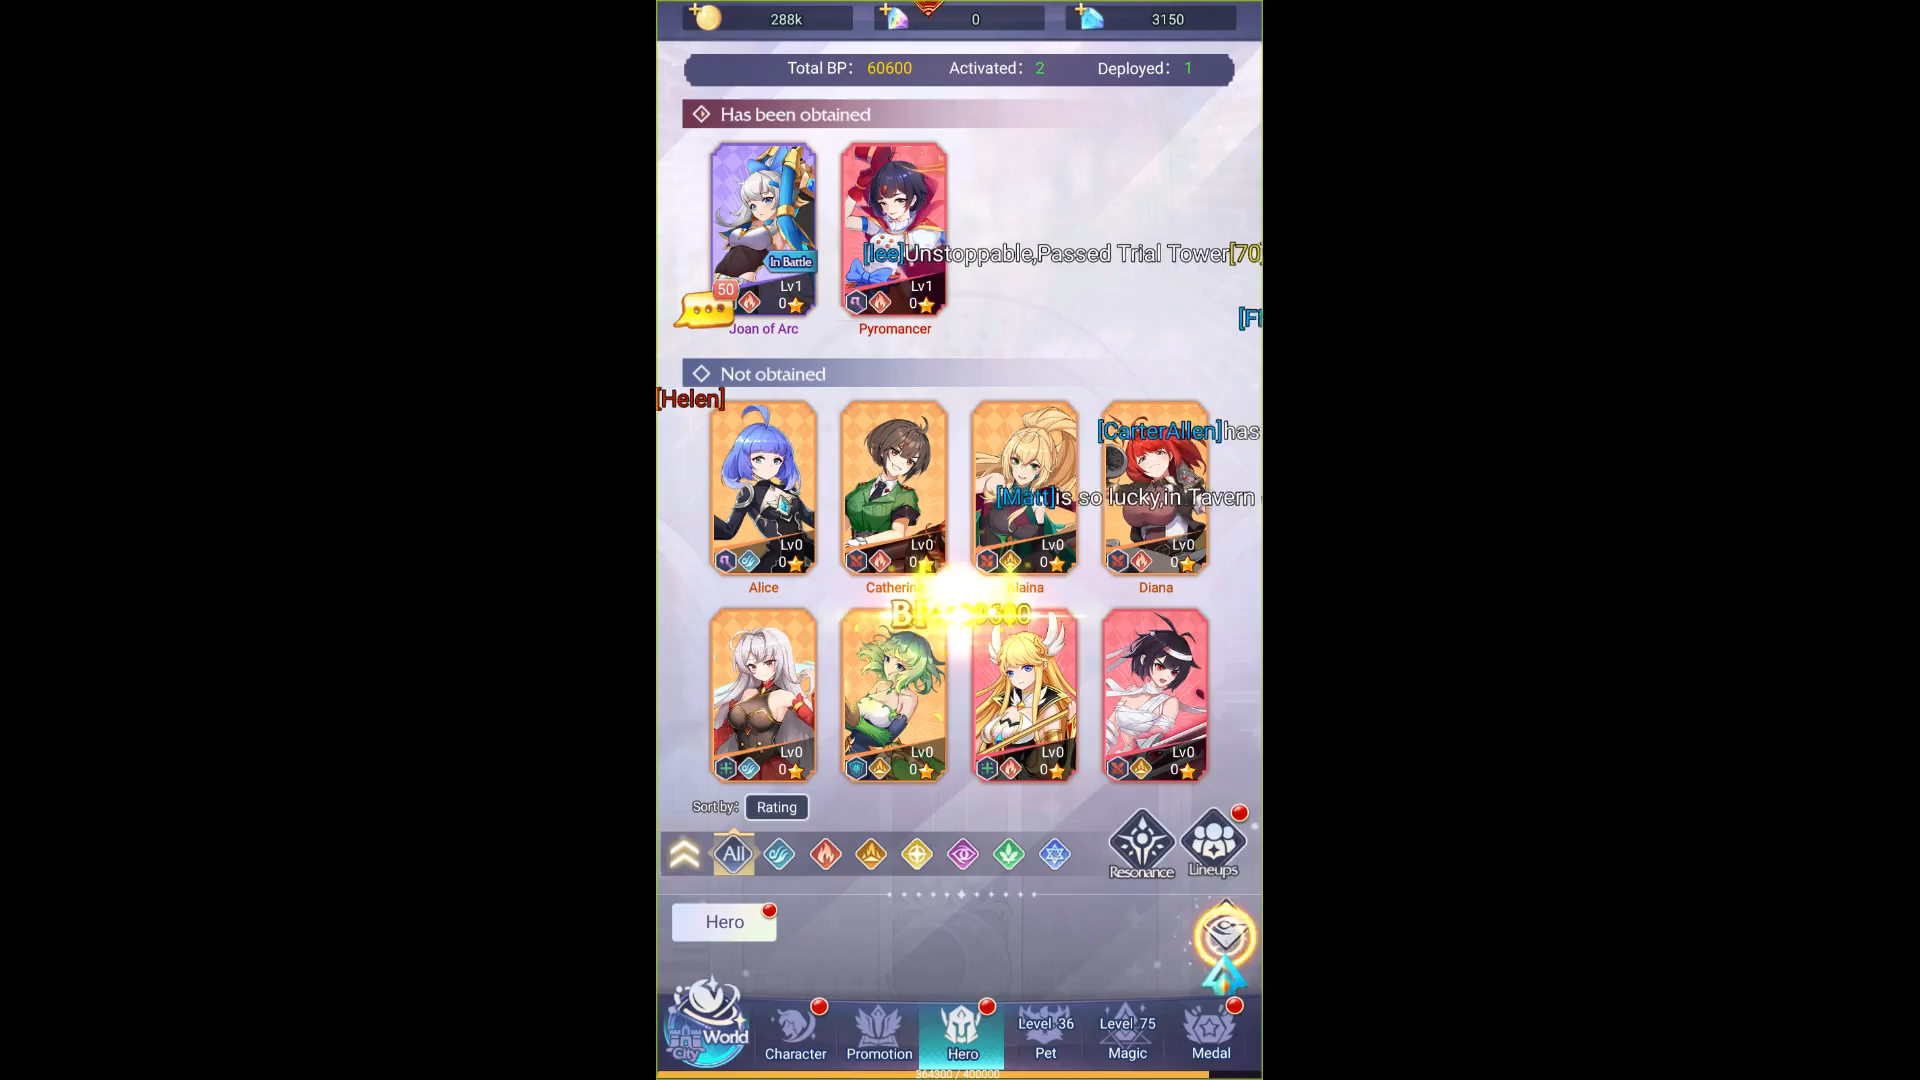 288k 0 3150
Total BP: 60600 Activated: 2 Deployed: 1
Has been obtained
In Battle
50 Lv1 Lv1
0 0
Joan of Arc Pyromancer
[lee]Unstoppable,Passed Trial Tower[70]
Not obtained
[Helen]
[CarterAllen]has
[Matt]is so lucky,in Tavern
Lv0 Lv0 Lv0 Lv0
0 0 0 0
Alice Diana
Lv0 Lv0 Lv0 Lv0
0 0 0 0
Sort by: Rating
All
Resonance Lineups
Hero
World
City
Character Promotion Hero Level 36 Pet Level 75 Magic Medal
364300 / 400000